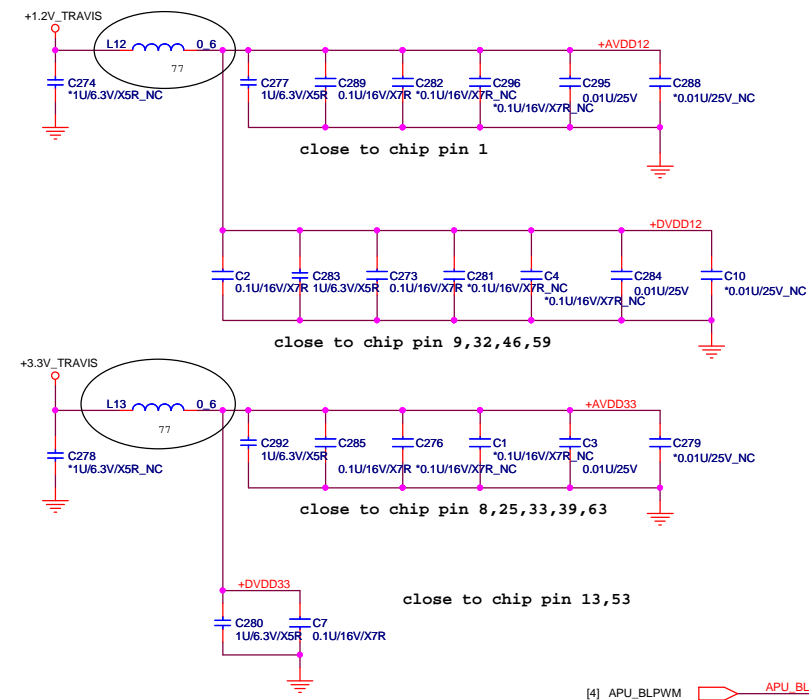 +1.2V_TRAVIS
L12 0_6
77
+AVDD12
C274
*1U/6.3V/X5R_NC
C277
1U/6.3V/X5R
C289
0.1U/16V/X7R
C282
*0.1U/16V/X7R_NC
C296
*0.1U/16V/X7R_NC
C295
0.01U/25V
C288
*0.01U/25V_NC
close to chip pin 1
+DVDD12
C2
0.1U/16V/X7R
C283
1U/6.3V/X5R
C273
0.1U/16V/X7R
C281
*0.1U/16V/X7R_NC
C4
*0.1U/16V/X7R_NC
C284
0.01U/25V
C10
*0.01U/25V_NC
close to chip pin 9,32,46,59
+3.3V_TRAVIS
L13 0_6
77
+AVDD33
C278
*1U/6.3V/X5R_NC
C292
1U/6.3V/X5R
C285
0.1U/16V/X7R
C276
*0.1U/16V/X7R_NC
C1
*0.1U/16V/X7R_NC
C3
0.01U/25V
C279
*0.01U/25V_NC
close to chip pin 8,25,33,39,63
+DVDD33
C280
1U/6.3V/X5R
C7
0.1U/16V/X7R
close to chip pin 13,53
[4] APU_BLPWM APU_BL